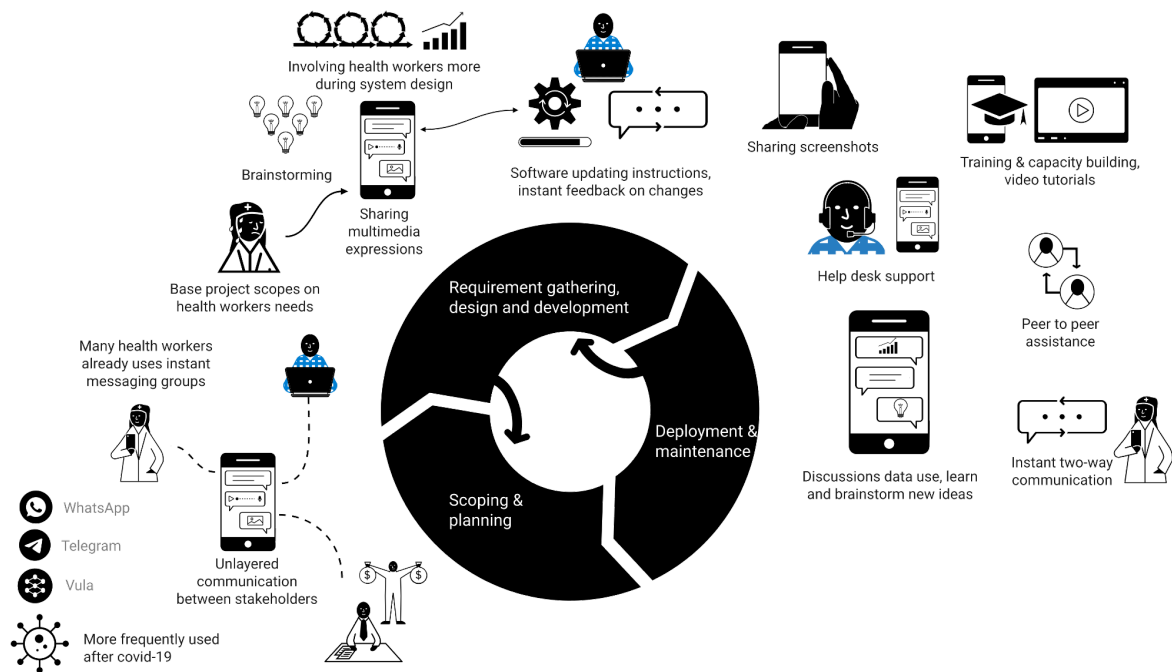 Involving health workers more
during system design
Brainstorming
Sharing
multimedia
expressions
Software updating instructions,
instant feedback on changes
Sharing screenshots
Training & capacity building,
video tutorials
Base project scopes on
health workers needs
Help desk support
Peer to peer
assistance
Requirement gathering,
design and development
Many health workers
already uses instant
messaging groups
Deployment &
maintenance
Discussions data use, learn
and brainstorm new ideas
Instant two-way
communication
Scoping &
planning
WhatsApp
Telegram
Vula
Unlayered
communication
between stakeholders
$
$
More frequently used
after covid-19